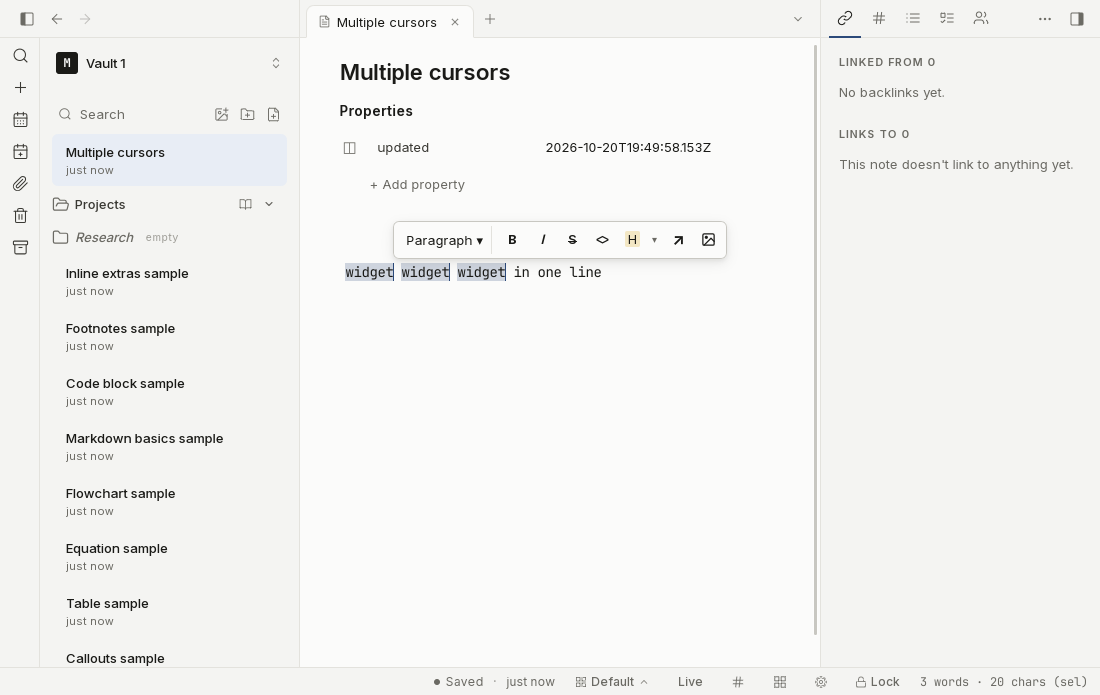 Multiple cursors
M Vault 1
Search
Multiple cursors
just now
Projects
Research empty
Inline extras sample
just now
Footnotes sample
just now
Code block sample
just now
Markdown basics sample
just now
Flowchart sample
just now
Equation sample
just now
Table sample
just now
Callouts sample
Multiple cursors
Properties
updated 2026-10-20T19:49:58.153Z
+ Add property
Paragraph ▾ B I S <> H ▾
widget widget widget in one line
LINKED FROM 0
No backlinks yet.
LINKS TO 0
This note doesn't link to anything yet.
Saved · just now Default Live Lock 3 words · 20 chars (sel)